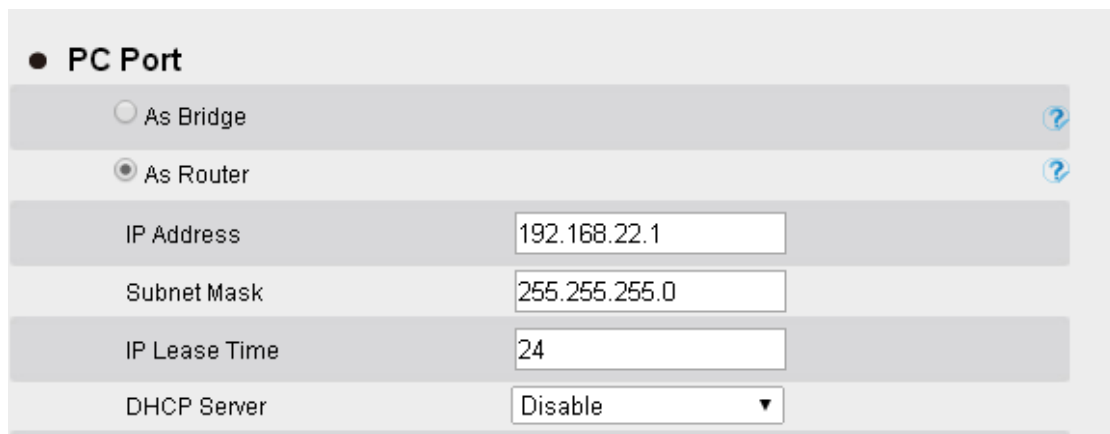 PC Port
As Bridge
As Router
IP Address 192.168.22.1
Subnet Mask 255.255.255.0
IP Lease Time 24
DHCP Server Disable